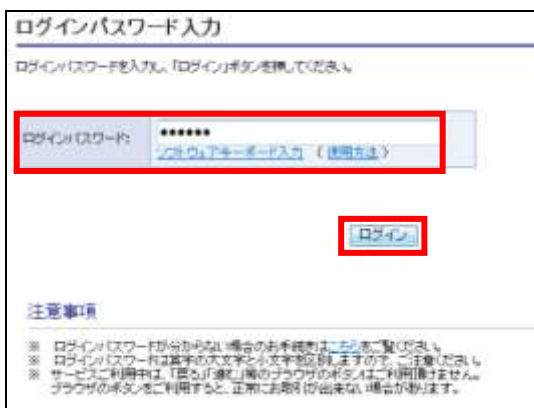 ログインパスワード入力
ログインパスワードを入力し、「ログイン」ボタンを押してください。
ログインパスワード: ●●●●●●
ソフトウェアキーボード入力 (使用方法)
ログイン
注意事項
※ ログインパスワードが分からない場合のお手続きはこちらをご覧ください。
※ ログインパスワードは英字の大文字と小文字を区別しますので、ご注意ください。
※ サービスご利用中は、「戻る」「進む」等のブラウザのボタンはご利用頂けません。
ブラウザのボタンをご利用すると、正常にお取引が出来ない場合があります。